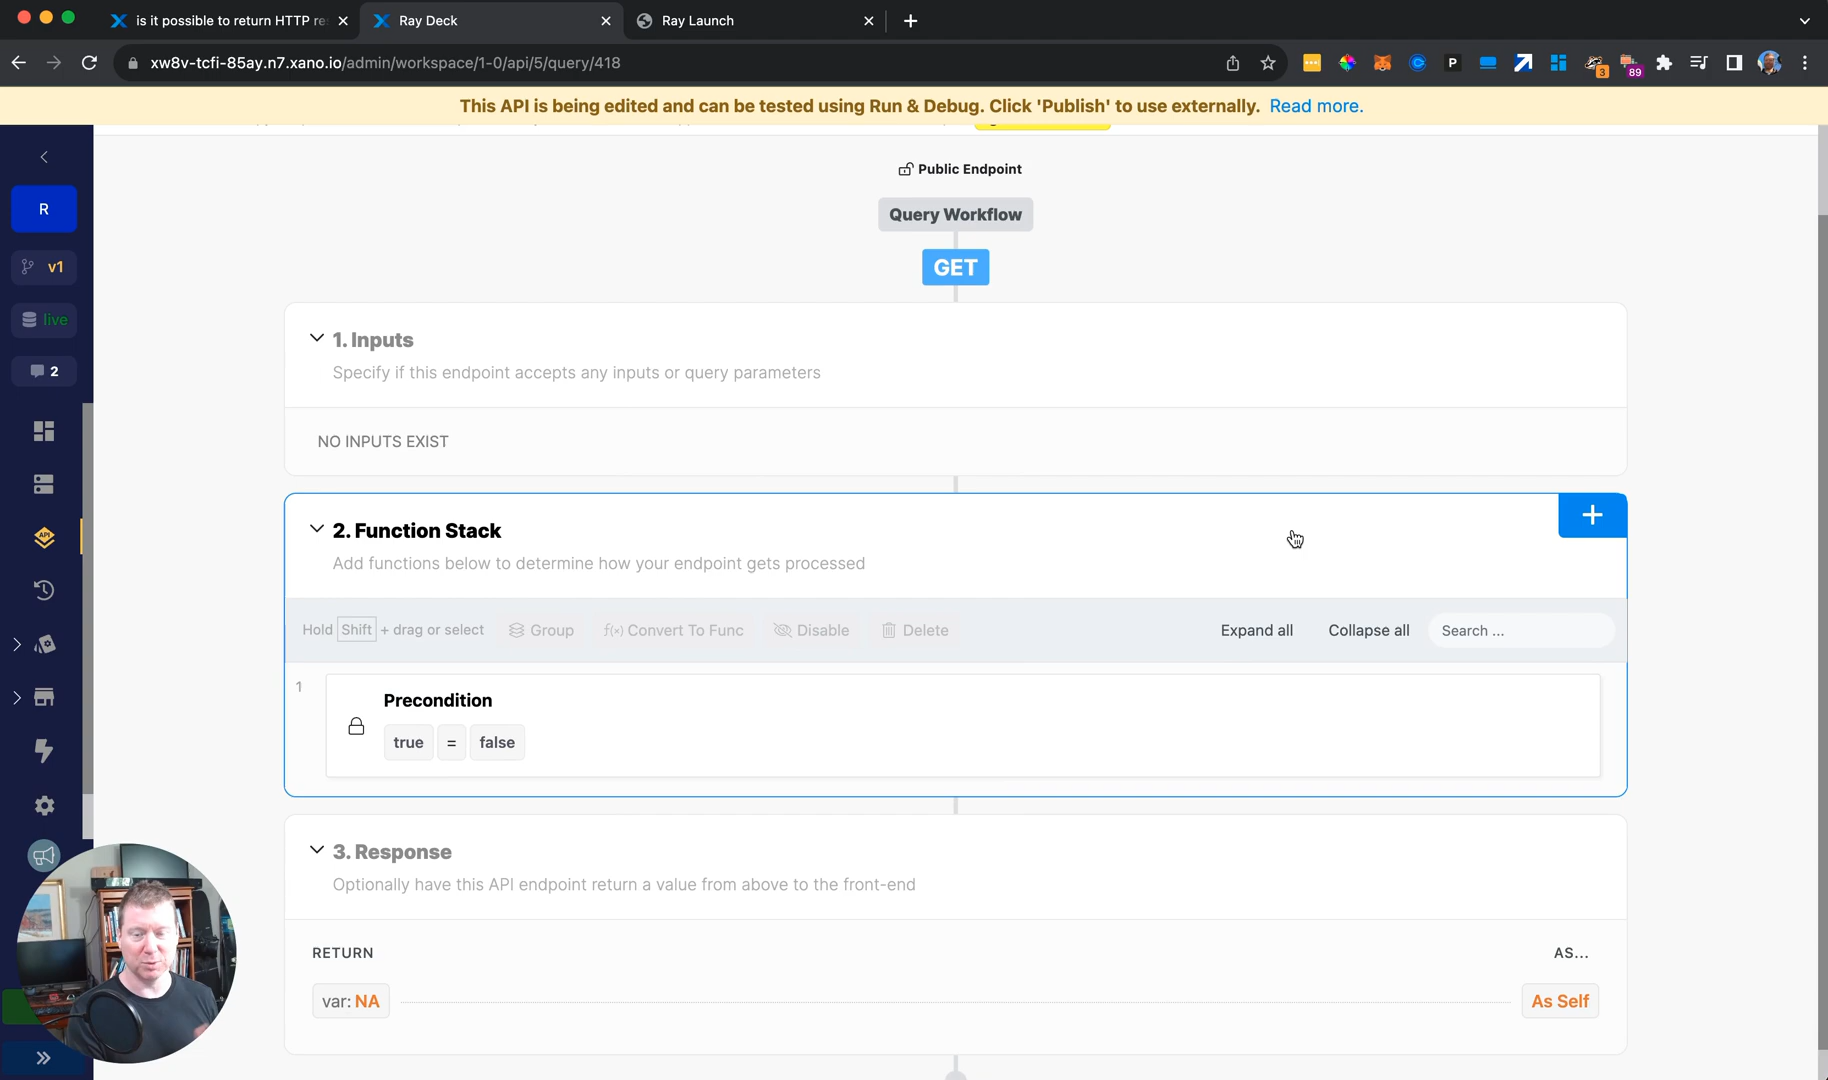 is it possible to return HTTP re
Ray Deck
Ray Launch
xw8v-tcfi-85ay.n7.xano.io/admin/workspace/1-0/api/5/query/418
P
3
89
This API is being edited and can be tested using Run & Debug. Click 'Publish' to use externally. Read more.
R
v1
live
2
API
Public Endpoint
Query Workflow
GET
1. Inputs
Specify if this endpoint accepts any inputs or query parameters
NO INPUTS EXIST
2. Function Stack
Add functions below to determine how your endpoint gets processed
Hold Shift + drag or select Group f(x) Convert To Func Disable Delete Expand all Collapse all Search ...
1
Precondition
true = false
3. Response
Optionally have this API endpoint return a value from above to the front-end
RETURN AS...
var: NA As Self